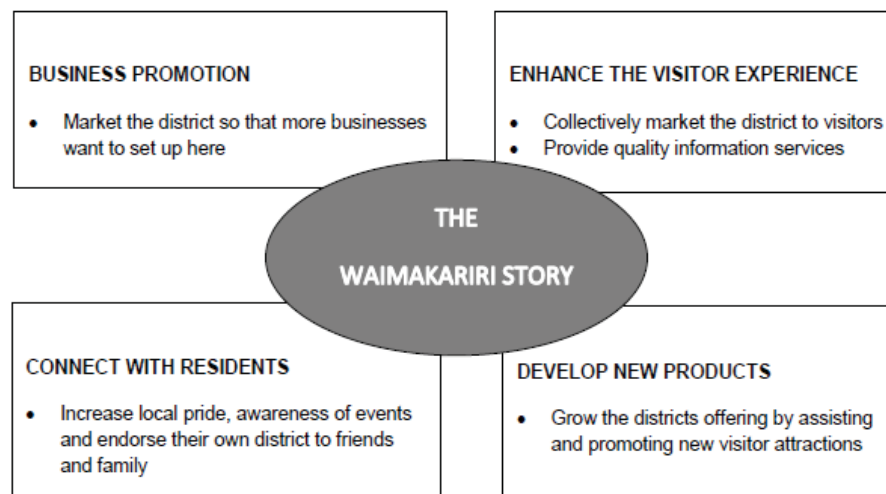 BUSINESS PROMOTION
• Market the district so that more businesses
want to set up here
ENHANCE THE VISITOR EXPERIENCE
• Collectively market the district to visitors
• Provide quality information services
THE
WAIMAKARIRI STORY
CONNECT WITH RESIDENTS
• Increase local pride, awareness of events
and endorse their own district to friends
and family
DEVELOP NEW PRODUCTS
• Grow the districts offering by assisting
and promoting new visitor attractions